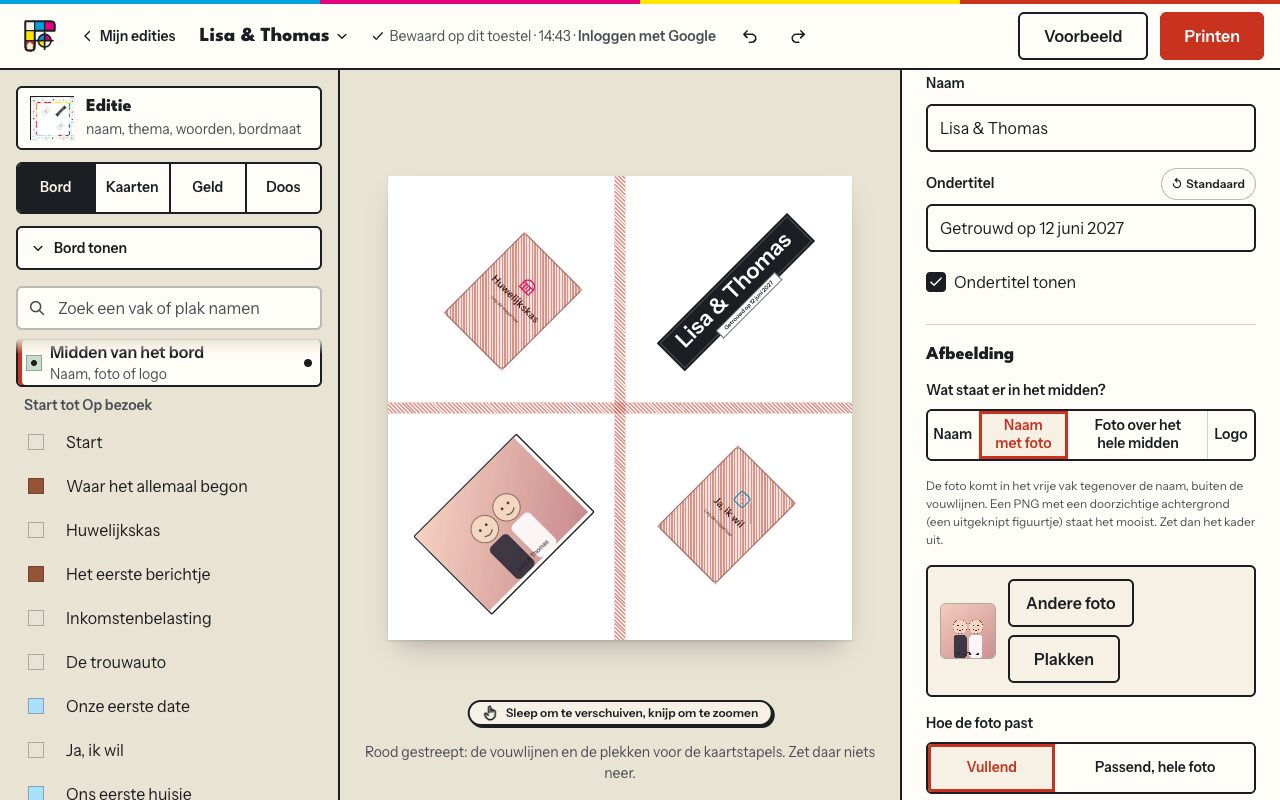 Mijn edities
Lisa & Thomas
Bewaard op dit toestel · 14:43 · Inloggen met Google
Voorbeeld
Printen
Editie
naam, thema, woorden, bordmaat
Bord
Kaarten
Geld
Doos
Bord tonen
Zoek een vak of plak namen
Midden van het bord
Naam, foto of logo
Start tot Op bezoek
Start
Waar het allemaal begon
Huwelijkskas
Het eerste berichtje
Inkomstenbelasting
De trouwauto
Onze eerste date
Ja, ik wil
Ons eerste huisje
Huwelijkskas
Lisa & Thomas
Getrouwd op 12 juni 2027
Ja, ik wil
Sleep om te verschuiven, knijp om te zoomen
Rood gestreept: de vouwlijnen en de plekken voor de kaartstapels. Zet daar niets
neer.
Naam
Lisa & Thomas
Ondertitel
Standaard
Getrouwd op 12 juni 2027
Ondertitel tonen
Afbeelding
Wat staat er in het midden?
Naam
Naam
met foto
Foto over het
hele midden
Logo
De foto komt in het vrije vak tegenover de naam, buiten de
vouwlijnen. Een PNG met een doorzichtige achtergrond
(een uitgeknipt figuurtje) staat het mooist. Zet dan het kader
uit.
Andere foto
Plakken
Hoe de foto past
Vullend
Passend, hele foto